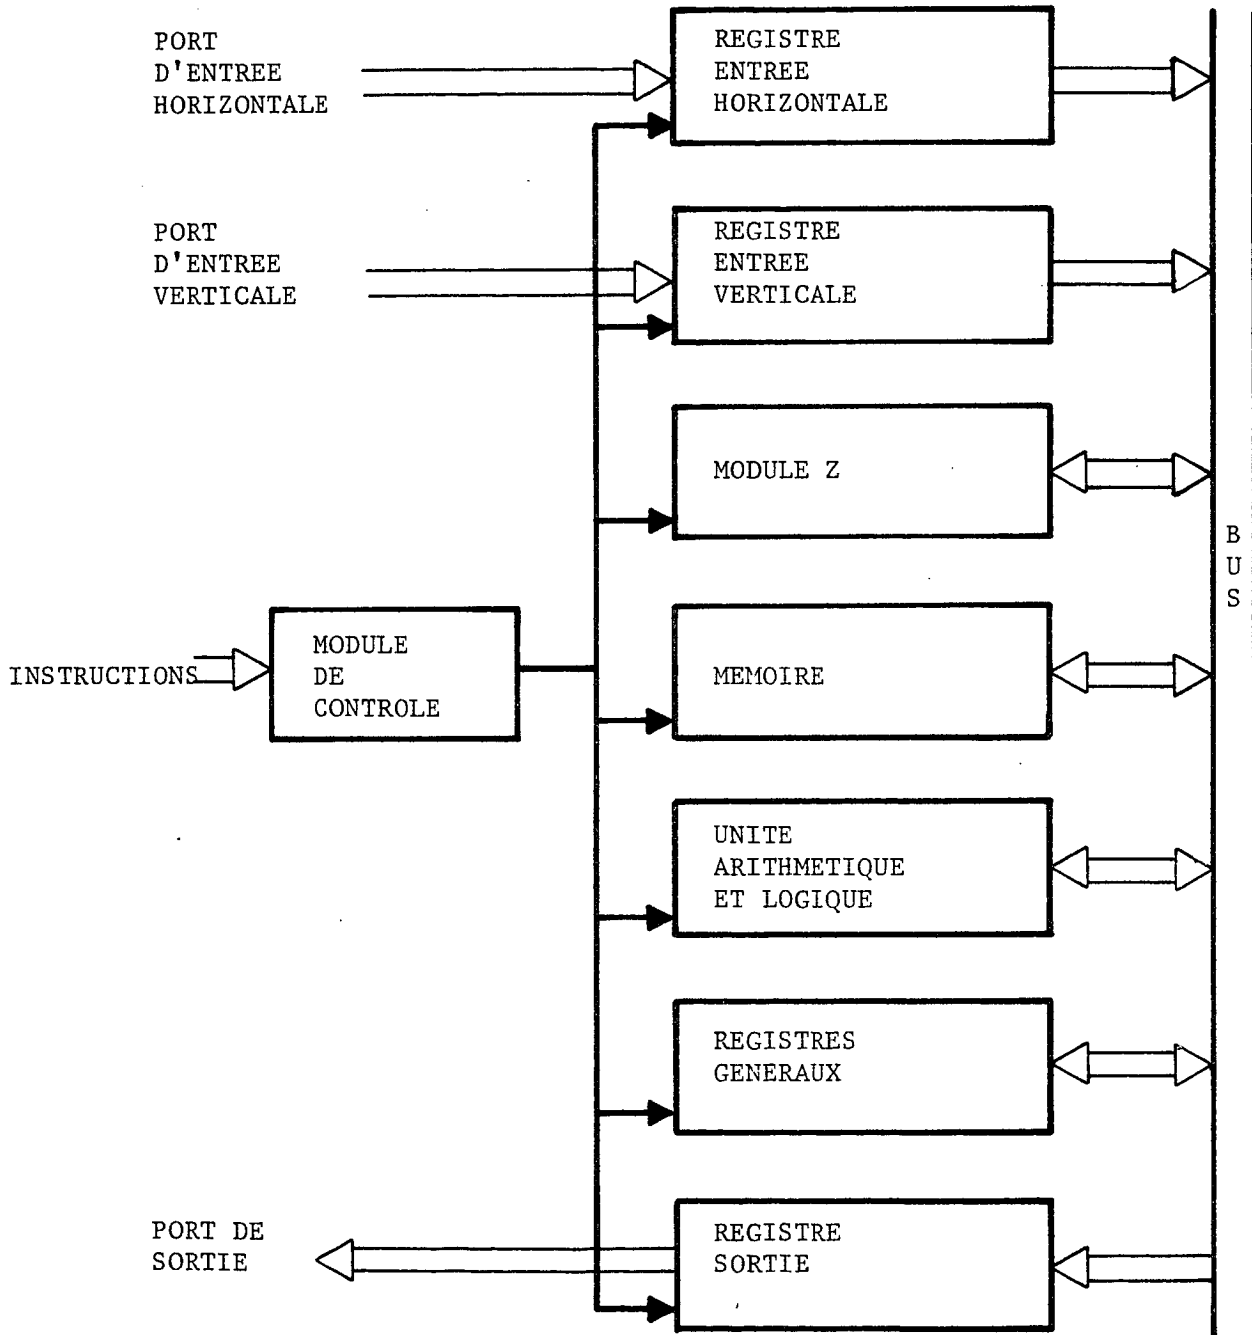 PORT
D'ENTREE
HORIZONTALE
REGISTRE
ENTREE
HORIZONTALE
PORT
D'ENTREE
VERTICALE
REGISTRE
ENTREE
VERTICALE
MODULE Z
B
U
S
INSTRUCTIONS
MODULE
DE
CONTROLE
MEMOIRE
UNITE
ARITHMETIQUE
ET LOGIQUE
REGISTRES
GENERAUX
PORT DE
SORTIE
REGISTRE
SORTIE